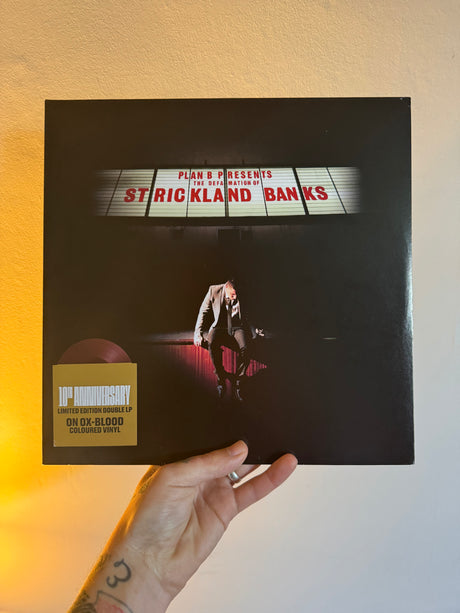 PLAN B PRESENTS
THE DEFAMATION OF
STRICKLAND BANKS
10TH ANNIVERSARY
LIMITED EDITION DOUBLE LP
ON OX-BLOOD
COLOURED VINYL